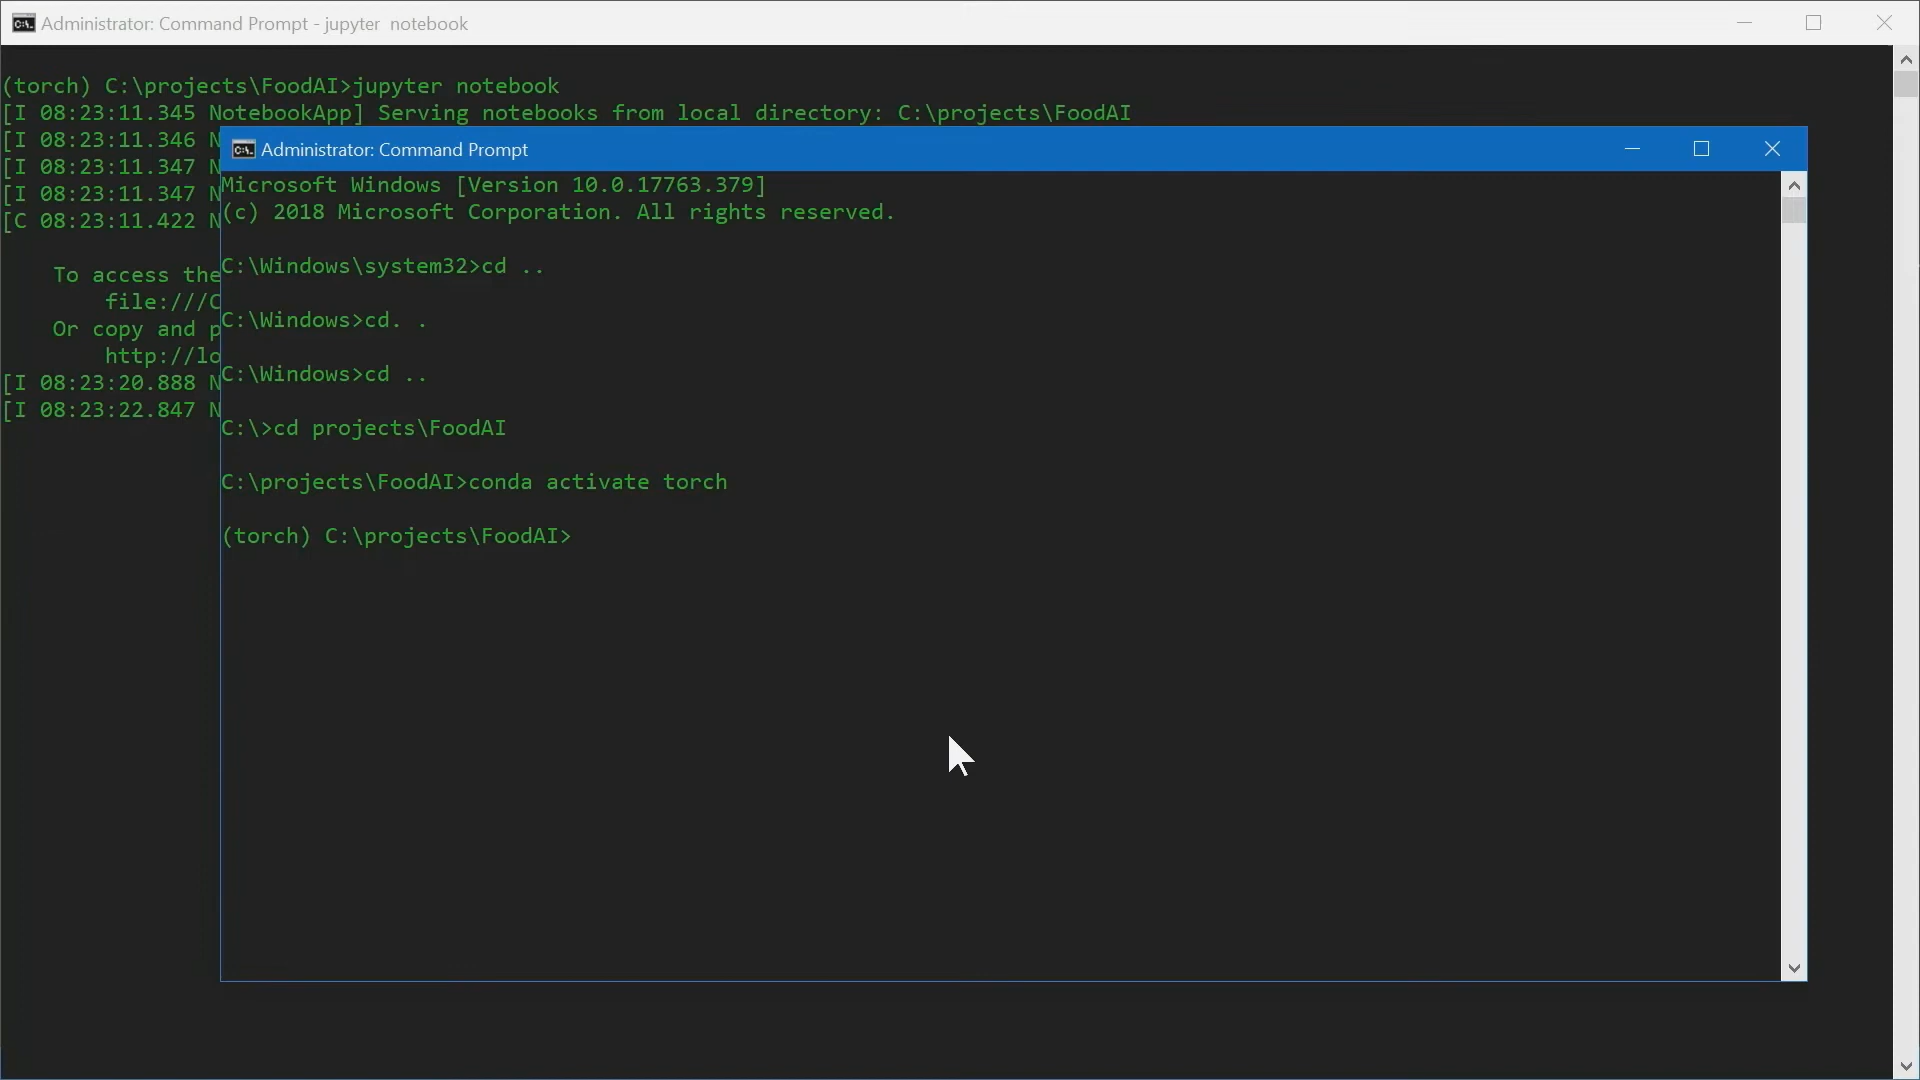 Administrator: Command Prompt - jupyter  notebook
(torch) C:\projects\FoodAI>jupyter notebook
[I 08:23:11.345 NotebookApp] Serving notebooks from local directory: C:\projects\FoodAI
[I 08:23:11.346 N
[I 08:23:11.347 N
[I 08:23:11.347 N
[C 08:23:11.422 N
To access the
file:///C
Or copy and p
http://lo
[I 08:23:20.888 N
[I 08:23:22.847 N
Administrator: Command Prompt
Microsoft Windows [Version 10.0.17763.379]
(c) 2018 Microsoft Corporation. All rights reserved.
C:\Windows\system32>cd ..
C:\Windows>cd. .
C:\Windows>cd ..
C:\>cd projects\FoodAI
C:\projects\FoodAI>conda activate torch
(torch) C:\projects\FoodAI>